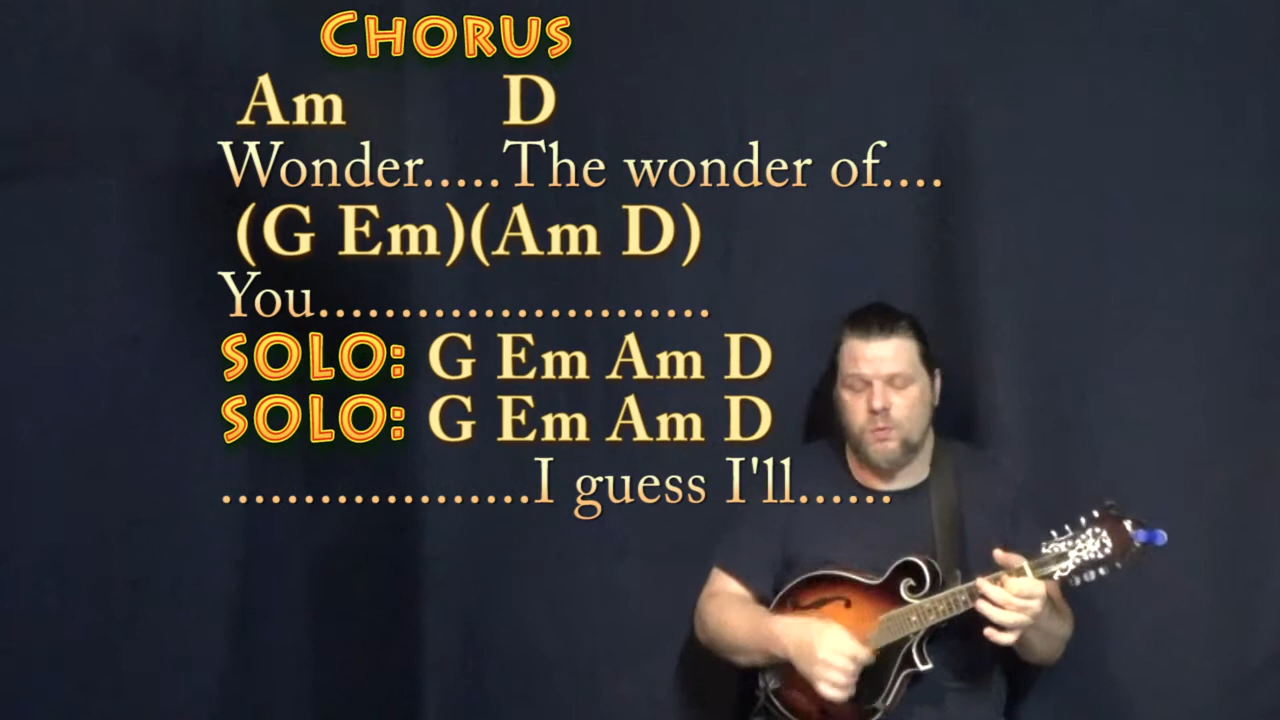 CHORUS
Am D
Wonder.....The wonder of....
(G Em)(Am D)
You........................
SOLO: G Em Am D
SOLO: G Em Am D
...................I guess I'll......